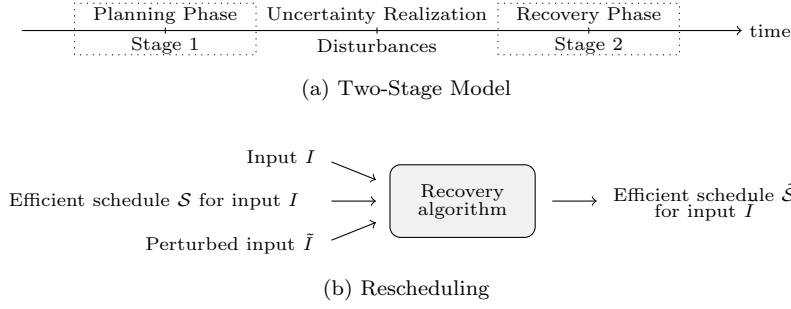 Planning Phase
Uncertainty Realization
Recovery Phase
time
Stage 1
Disturbances
Stage 2
(a) Two-Stage Model
Input I
Efficient schedule 𝒮 for input I
Perturbed input Ĩ
Recovery
algorithm
Efficient schedule 𝒮̃
for input Ĩ
(b) Rescheduling